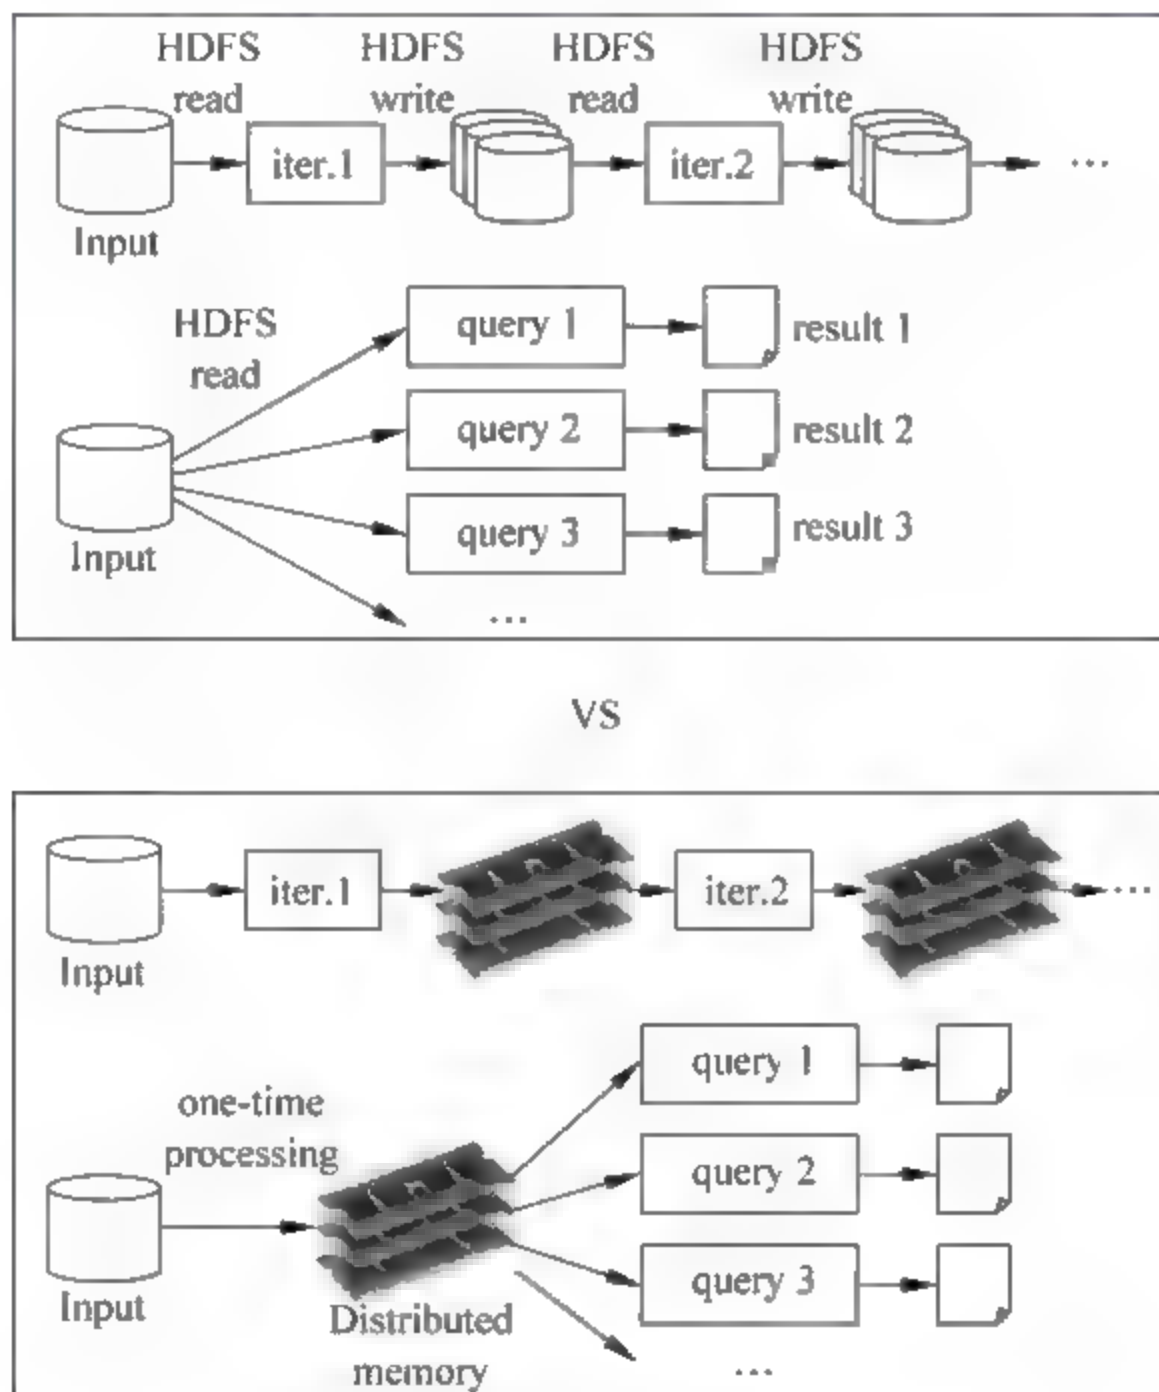 HDFS HDFS HDFS HDFS
read write read write
iter.1 iter.2 ...
Input
HDFS
read
query 1 result 1
query 2 result 2
query 3 result 3
Input
...
VS
iter.1 iter.2 ...
Input
query 1
one-time
processing
query 2
query 3
Input
Distributed
memory
...